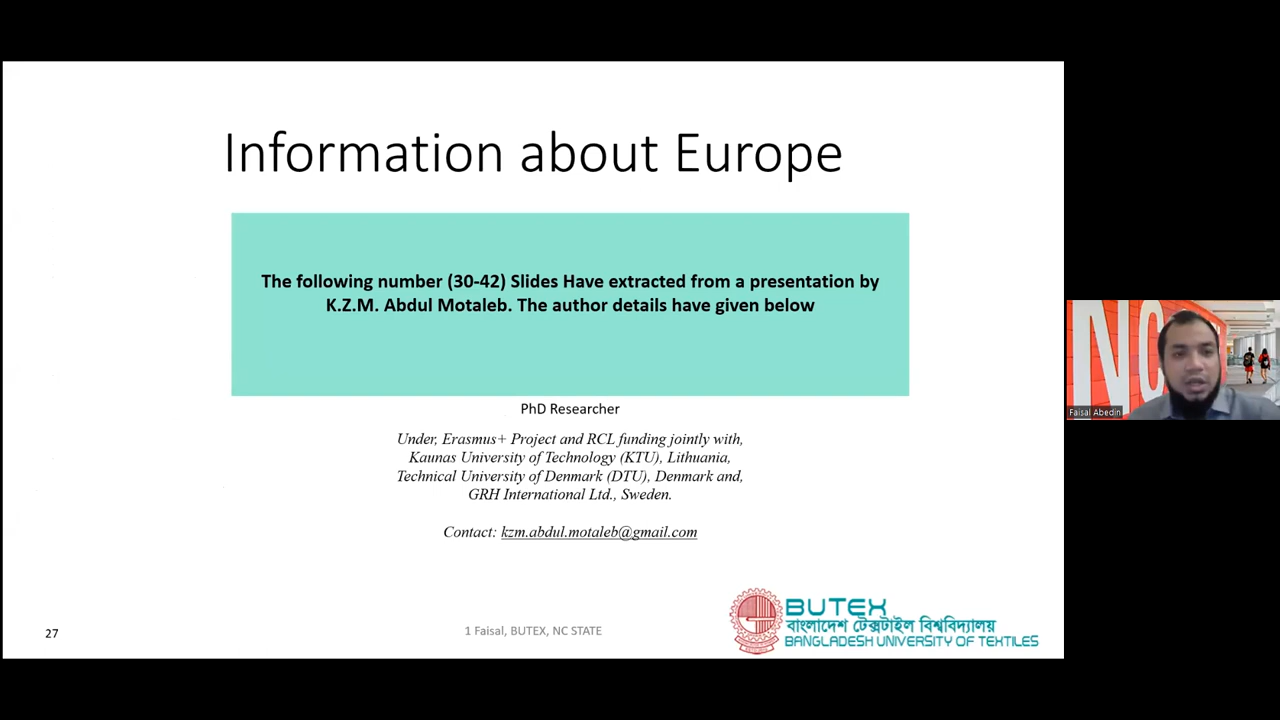 Information about Europe
The following number (30-42) Slides Have extracted from a presentation by
K.Z.M. Abdul Motaleb. The author details have given below
PhD Researcher
Under, Erasmus+ Project and RCL funding jointly with,
Kaunas University of Technology (KTU), Lithuania,
Technical University of Denmark (DTU), Denmark and,
GRH International Ltd., Sweden.
Contact: kzm.abdul.motaleb@gmail.com
27
1 Faisal, BUTEX, NC STATE
BUTEX
বাংলাদেশ টেক্সটাইল বিশ্ববিদ্যালয়
BANGLADESH UNIVERSITY OF TEXTILES
NC
Faisal Abedin